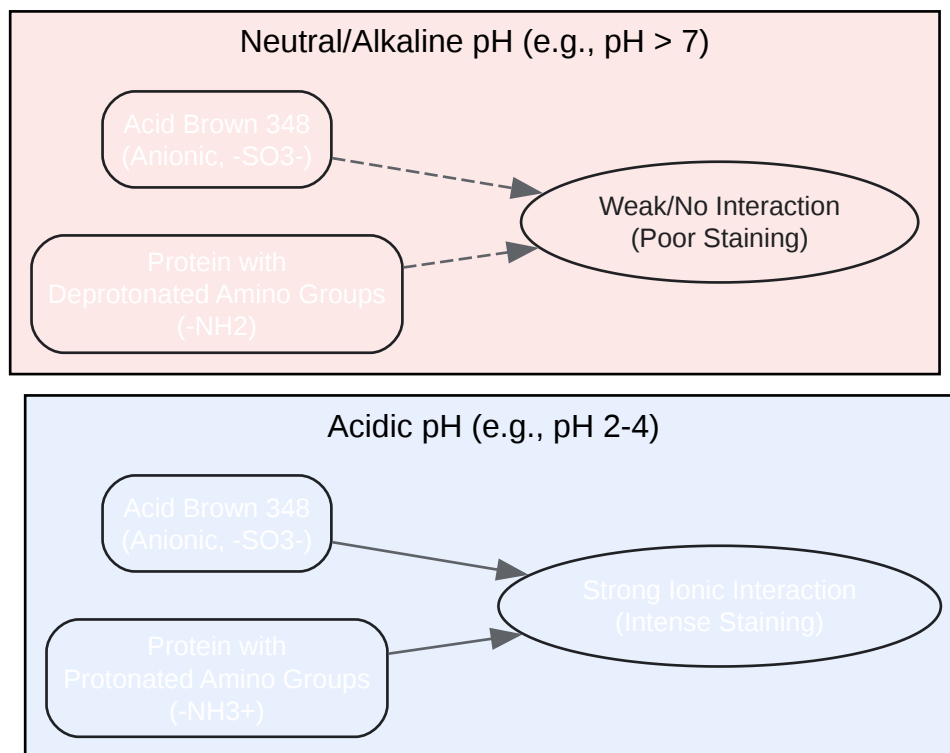 Neutral/Alkaline pH (e.g., pH > 7)
Acid Brown 348
(Anionic, -SO3-)
Weak/No Interaction
(Poor Staining)
Protein with
Deprotonated Amino Groups
(-NH2)
Acidic pH (e.g., pH 2-4)
Acid Brown 348
(Anionic, -SO3-)
Strong Ionic Interaction
(Intense Staining)
Protein with
Protonated Amino Groups
(-NH3+)